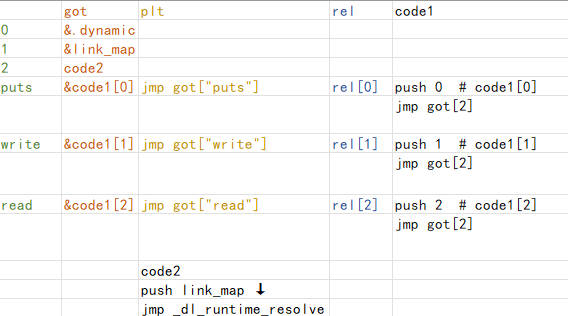 got plt rel code1
0 &.dynamic
1 &link_map
2 code2
puts &code1[0] jmp got["puts"] rel[0] push 0 # code1[0]
jmp got[2]
write &code1[1] jmp got["write"] rel[1] push 1 # code1[1]
jmp got[2]
read &code1[2] jmp got["read"] rel[2] push 2 # code1[2]
jmp got[2]
code2
push link_map ↓
jmp _dl_runtime_resolve